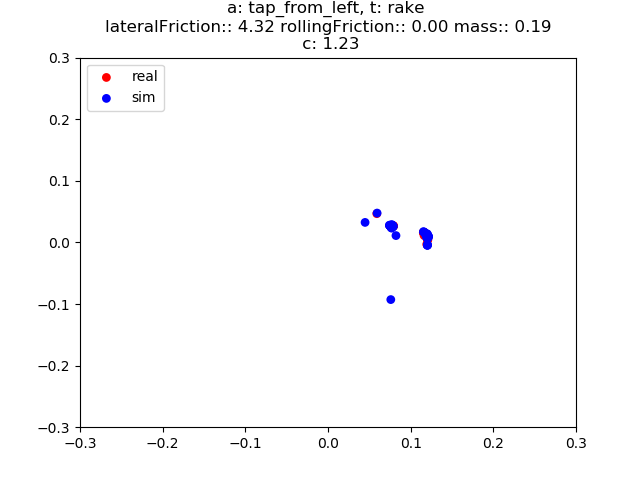 a: tap_from_left, t: rake
lateralFriction:: 4.32 rollingFriction:: 0.00 mass:: 0.19
c: 1.23
real
sim
0.3
0.2
0.1
0.0
−0.1
−0.2
−0.3
−0.3
−0.2
−0.1
0.0
0.1
0.2
0.3